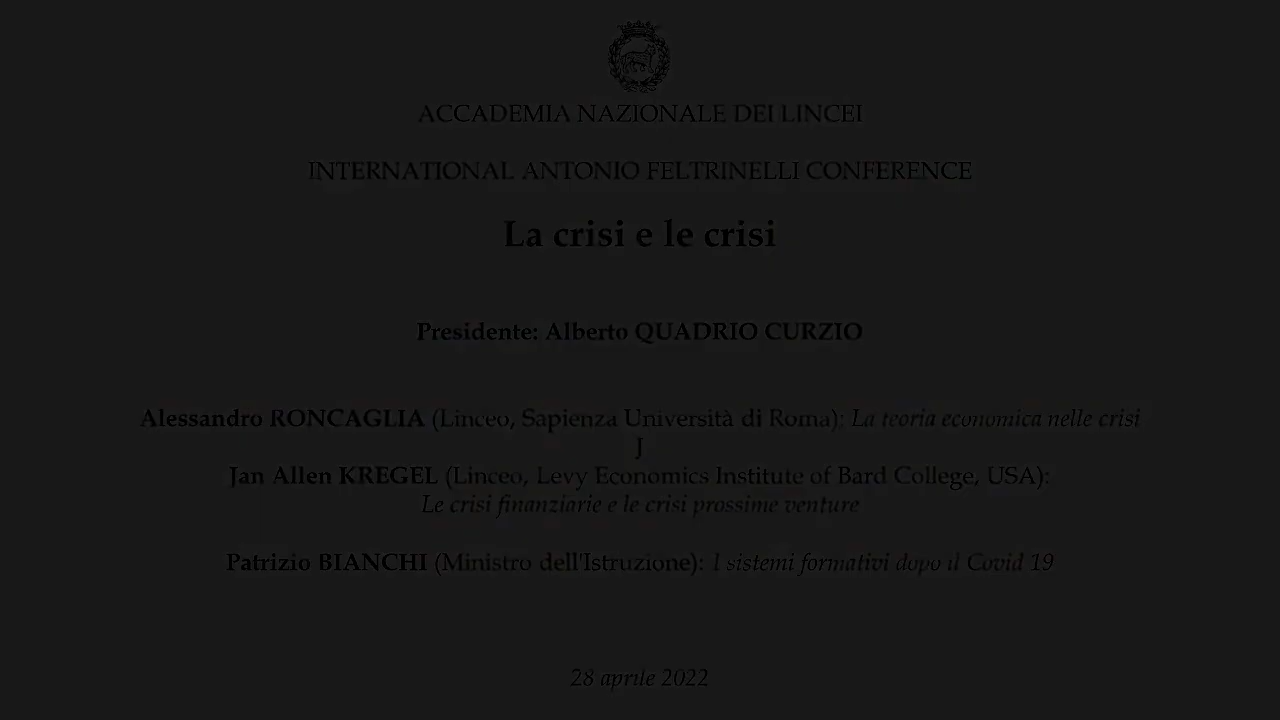 ACCADEMIA NAZIONALE DEI LINCEI
INTERNATIONAL ANTONIO FELTRINELLI CONFERENCE
La crisi e le crisi
Presidente: Alberto QUADRIO CURZIO
Alessandro RONCAGLIA (Linceo, Sapienza Università di Roma); La teoria economica nelle crisi
J
Jan Allen KREGEL (Linceo, Levy Economics Institute of Bard College, USA):
Le crisi finanziarie e le crisi prossime venture
Patrizio BIANCHI (Ministro dell'Istruzione): I sistemi formativi dopo il Covid 19
28 aprile 2022